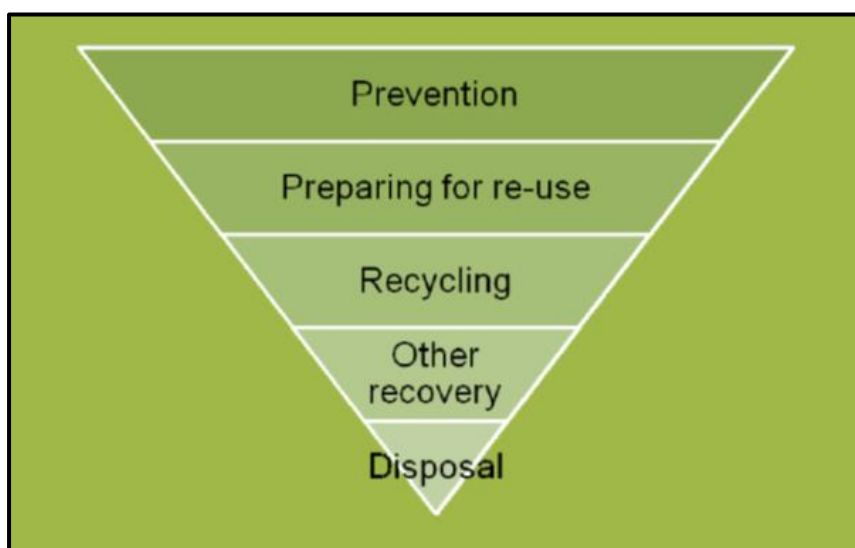 Prevention
Preparing for re-use
Recycling
Other
recovery
Disposal